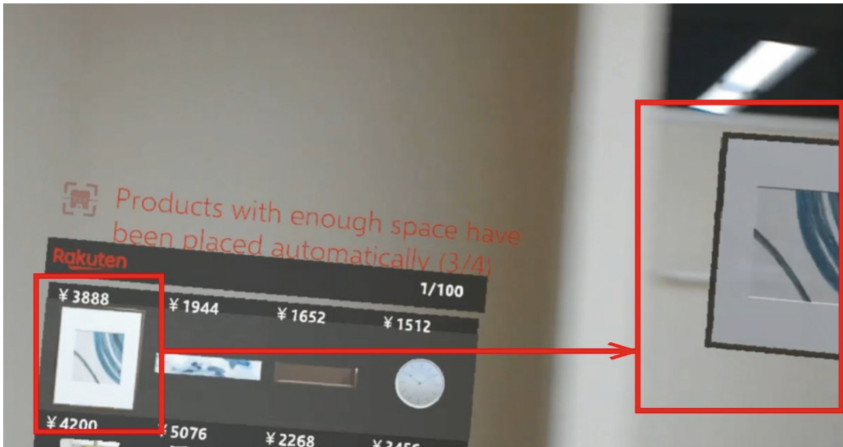 Products with enough space have
been placed automatically (3/4)
Rakuten
1/100
¥3888 ¥1944 ¥1652 ¥1512
¥4200 ¥5076 ¥2268